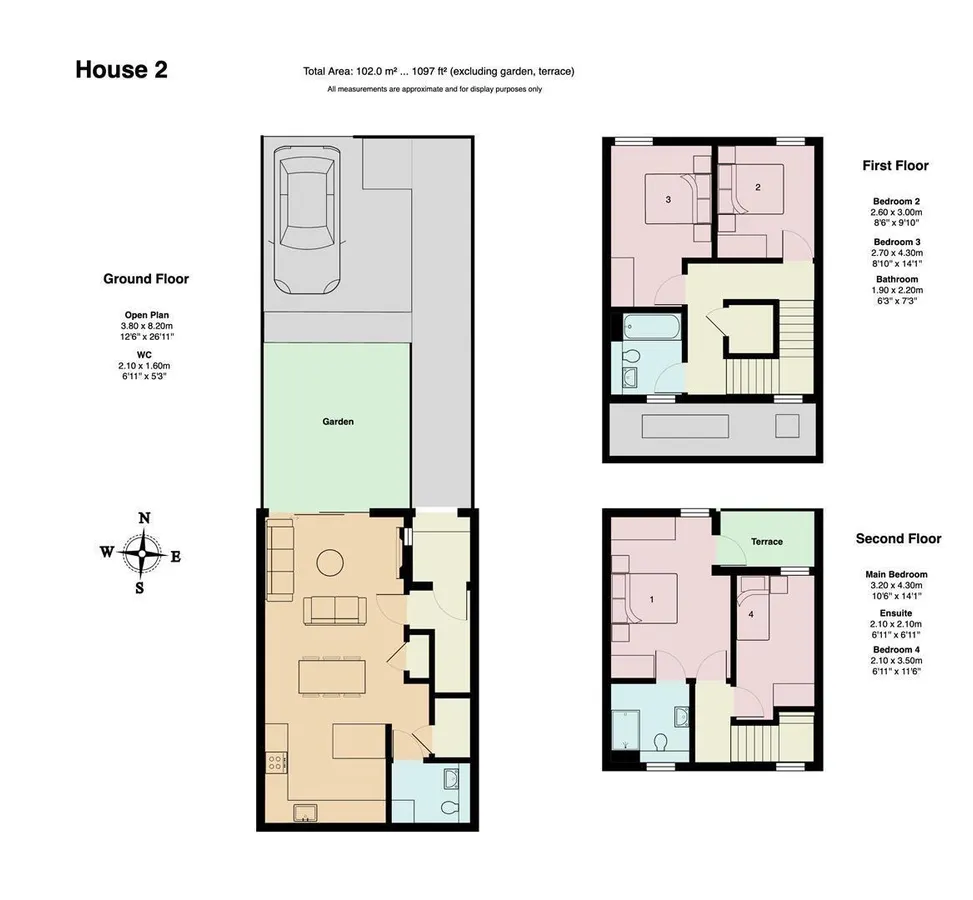 House 2
Total Area: 102.0 m² ... 1097 ft² (excluding garden, terrace)
All measurements are approximate and for display purposes only
Ground Floor
Open Plan
3.80 x 8.20m
12'6" x 26'11"
WC
2.10 x 1.60m
6'11" x 5'3"
Garden
N
W
E
S
3
2
First Floor
Bedroom 2
2.60 x 3.00m
8'6" x 9'10"
Bedroom 3
2.70 x 4.30m
8'10" x 14'1"
Bathroom
1.90 x 2.20m
6'3" x 7'3"
Terrace
1
4
Second Floor
Main Bedroom
3.20 x 4.30m
10'6" x 14'1"
Ensuite
2.10 x 2.10m
6'11" x 6'11"
Bedroom 4
2.10 x 3.50m
6'11" x 11'6"